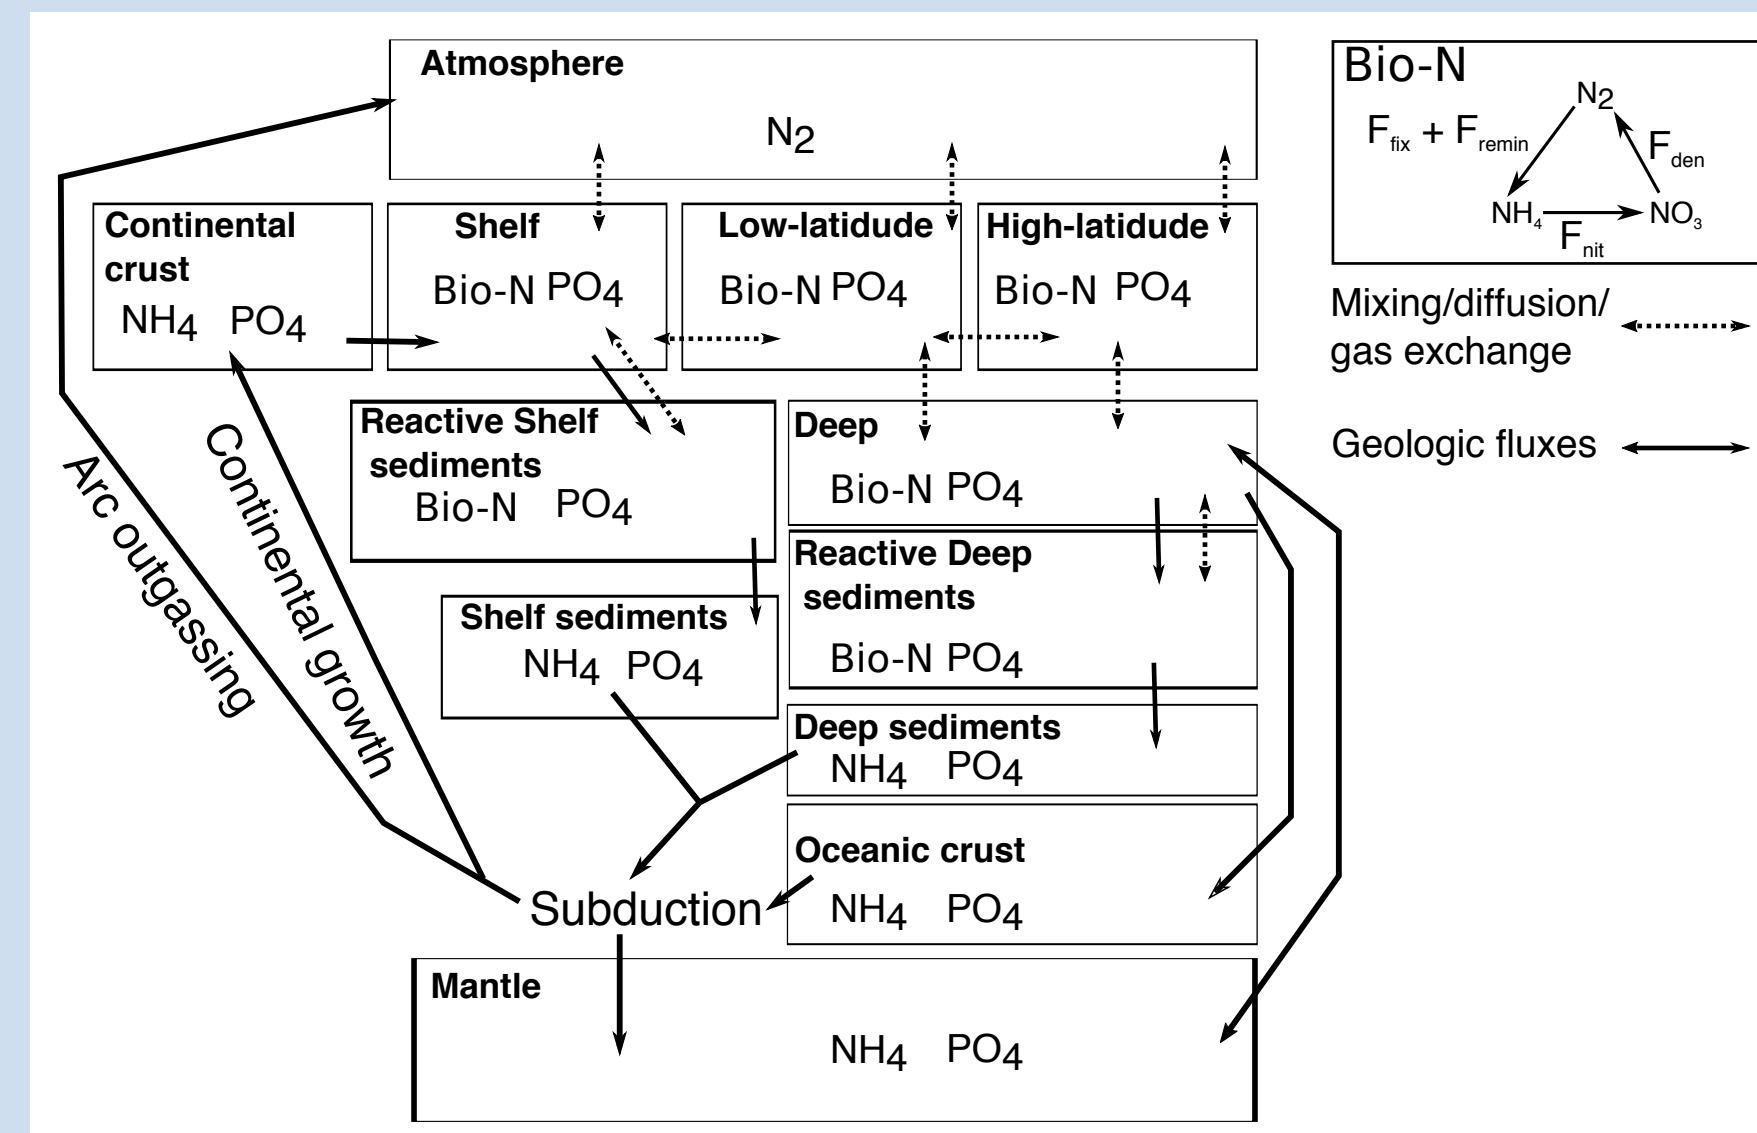 Atmosphere
N2
Continental
crust
NH4 PO4
Shelf
Bio-N PO4
Low-latidude
Bio-N PO4
High-latidude
Bio-N PO4
Reactive Shelf
sediments
Bio-N PO4
Deep
Bio-N PO4
Reactive Deep
sediments
Bio-N PO4
Shelf sediments
NH4 PO4
Deep sediments
NH4 PO4
Oceanic crust
NH4 PO4
Subduction
Mantle
NH4 PO4
Arc outgassing
Continental growth
Bio-N
N2
Ffix + Fremin
Fden
NH4
NO3
Fnit
Mixing/diffusion/
gas exchange
Geologic fluxes